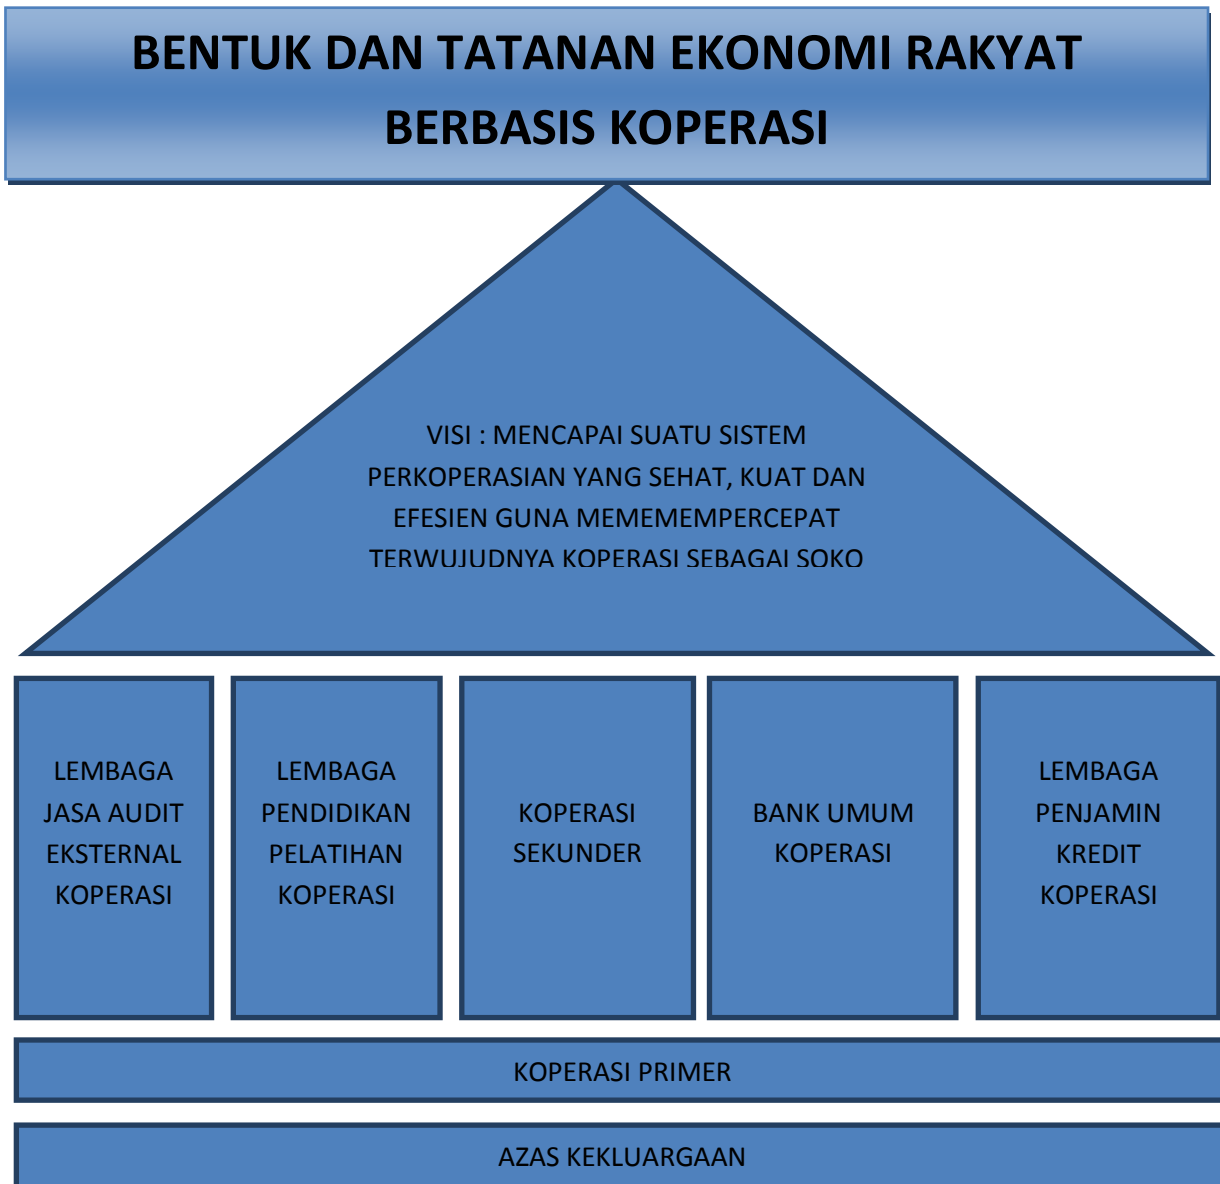 BENTUK DAN TATANAN EKONOMI RAKYAT
BERBASIS KOPERASI
VISI : MENCAPAI SUATU SISTEM
PERKOPERASIAN YANG SEHAT, KUAT DAN
EFESIEN GUNA MEMEMEMPERCEPAT
TERWUJUDNYA KOPERASI SEBAGAI SOKO
LEMBAGA
JASA AUDIT
EKSTERNAL
KOPERASI
LEMBAGA
PENDIDIKAN
PELATIHAN
KOPERASI
KOPERASI
SEKUNDER
BANK UMUM
KOPERASI
LEMBAGA
PENJAMIN
KREDIT
KOPERASI
KOPERASI PRIMER
AZAS KEKLUARGAAN